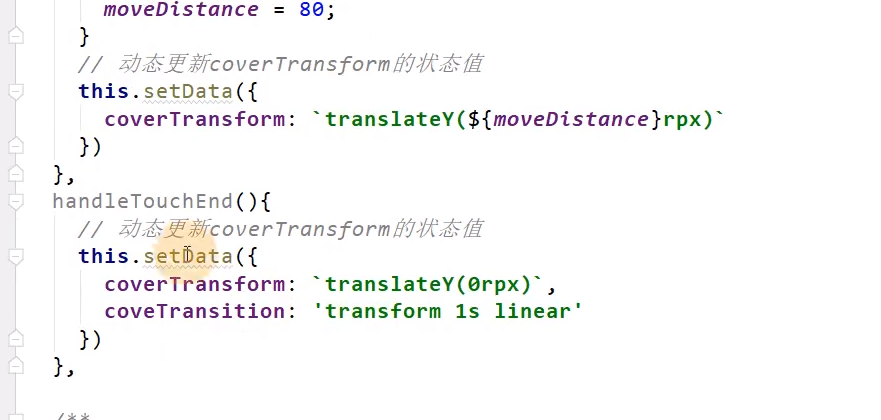 moveDistance = 80;
}
// 动态更新coverTransform的状态值
this.setData({
coverTransform: `translateY(${moveDistance}rpx)`
})
},
handleTouchEnd(){
// 动态更新coverTransform的状态值
this.setData({
coverTransform: `translateY(0rpx)`,
coveTransition: 'transform 1s linear'
})
},
/**